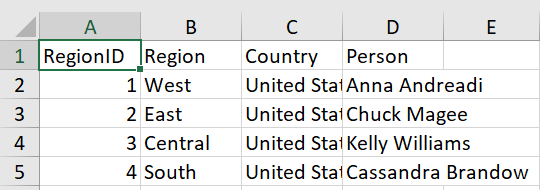 A B C D E
1 RegionID Region Country Person
2 1 West United Stat Anna Andreadi
3 2 East United Stat Chuck Magee
4 3 Central United Stat Kelly Williams
5 4 South United Stat Cassandra Brandow